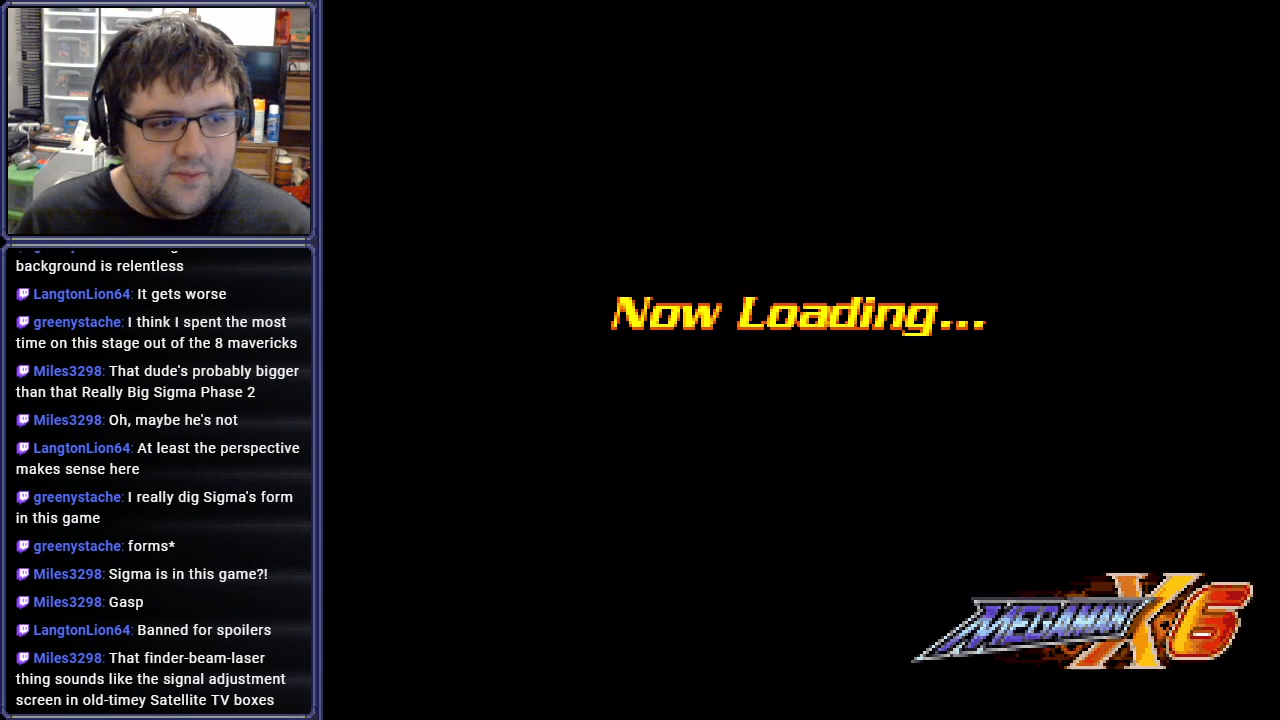 background is relentless
LangtonLion64: It gets worse
greenystache: I think I spent the most
time on this stage out of the 8 mavericks
Miles3298: That dude's probably bigger
than that Really Big Sigma Phase 2
Miles3298: Oh, maybe he's not
LangtonLion64: At least the perspective
makes sense here
greenystache: I really dig Sigma's form
in this game
greenystache: forms*
Miles3298: Sigma is in this game?!
Miles3298: Gasp
LangtonLion64: Banned for spoilers
Miles3298: That finder-beam-laser
thing sounds like the signal adjustment
screen in old-timey Satellite TV boxes
Now Loading...
MEGAMAN X6